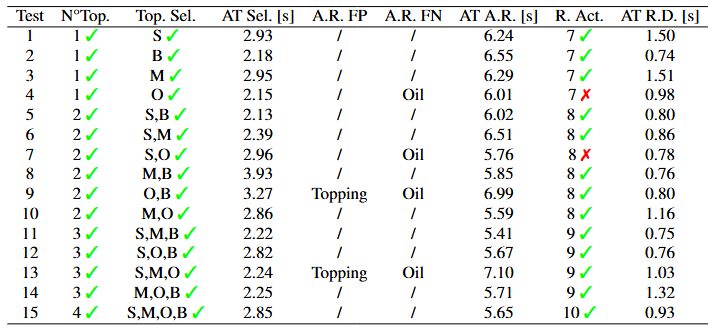 Test N°Top. Top. Sel. AT Sel. [s] A.R. FP A.R. FN AT A.R. [s] R. Act. AT R.D. [s]
1 1 ✓ S ✓ 2.93 / / 6.24 7 ✓ 1.50
2 1 ✓ B ✓ 2.18 / / 6.55 7 ✓ 0.74
3 1 ✓ M ✓ 2.95 / / 6.29 7 ✓ 1.51
4 1 ✓ O ✓ 2.15 / Oil 6.01 7 ✗ 0.98
5 2 ✓ S,B ✓ 2.13 / / 6.02 8 ✓ 0.80
6 2 ✓ S,M ✓ 2.39 / / 6.51 8 ✓ 0.86
7 2 ✓ S,O ✓ 2.96 / Oil 5.76 8 ✗ 0.78
8 2 ✓ M,B ✓ 3.93 / / 5.85 8 ✓ 0.76
9 2 ✓ O,B ✓ 3.27 Topping Oil 6.99 8 ✓ 0.80
10 2 ✓ M,O ✓ 2.86 / / 5.59 8 ✓ 1.16
11 3 ✓ S,M,B ✓ 2.22 / / 5.41 9 ✓ 0.75
12 3 ✓ S,O,B ✓ 2.82 / / 5.67 9 ✓ 0.76
13 3 ✓ S,M,O ✓ 2.24 Topping Oil 7.10 9 ✓ 1.03
14 3 ✓ M,O,B ✓ 2.25 / / 5.71 9 ✓ 1.32
15 4 ✓ S,M,O,B ✓ 2.85 / / 5.65 10 ✓ 0.93